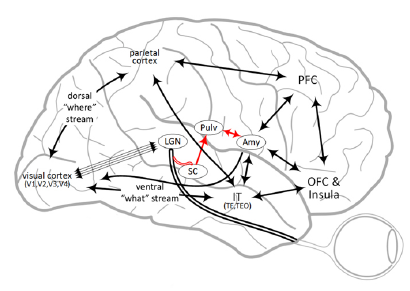 parietal
cortex
PFC
dorsal
"where"
stream
Pulv
LGN
Amy
SC
visual cortex
(V1,V2,V3,V4)
ventral
"what" stream
IT
(TE,TEO)
OFC &
Insula